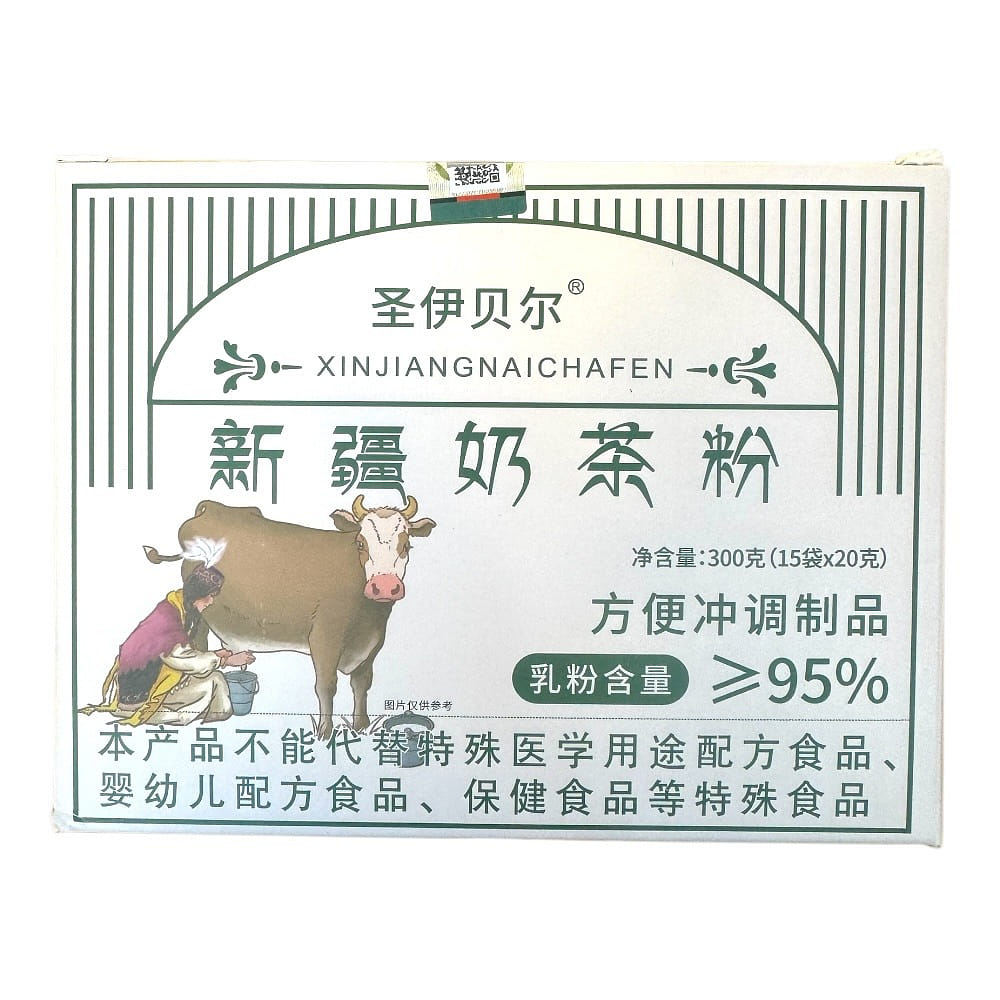 圣伊贝尔®
XINJIANGNAICHAFEN
新疆奶茶粉
净含量:300克(15袋x20克)
方便冲调制品
乳粉含量 ≥95%
图片仅供参考
本产品不能代替特殊医学用途配方食品、
婴幼儿配方食品、保健食品等特殊食品